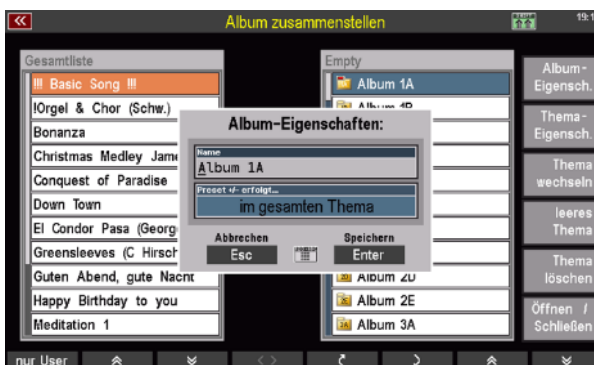 Album zusammenstellen
19:1
Gesamtliste
!!! Basic Song !!!
!Orgel & Chor (Schw.)
Bonanza
Christmas Medley Jame
Conquest of Paradise
Down Town
El Condor Pasa (Georg
Greensleeves (C Hirsch
Guten Abend, gute Nacht
Happy Birthday to you
Meditation 1
Empty
Album 1A
Album 1B
Album-Eigenschaften:
Name
Album 1A
Preset +/- erfolgt...
im gesamten Thema
Abbrechen
Speichern
Esc
Enter
Album 2D
Album 2E
Album 3A
Album-
Eigensch.
Thema-
Eigensch.
Thema
wechseln
leeres
Thema
Thema
löschen
Öffnen /
Schließen
nur User